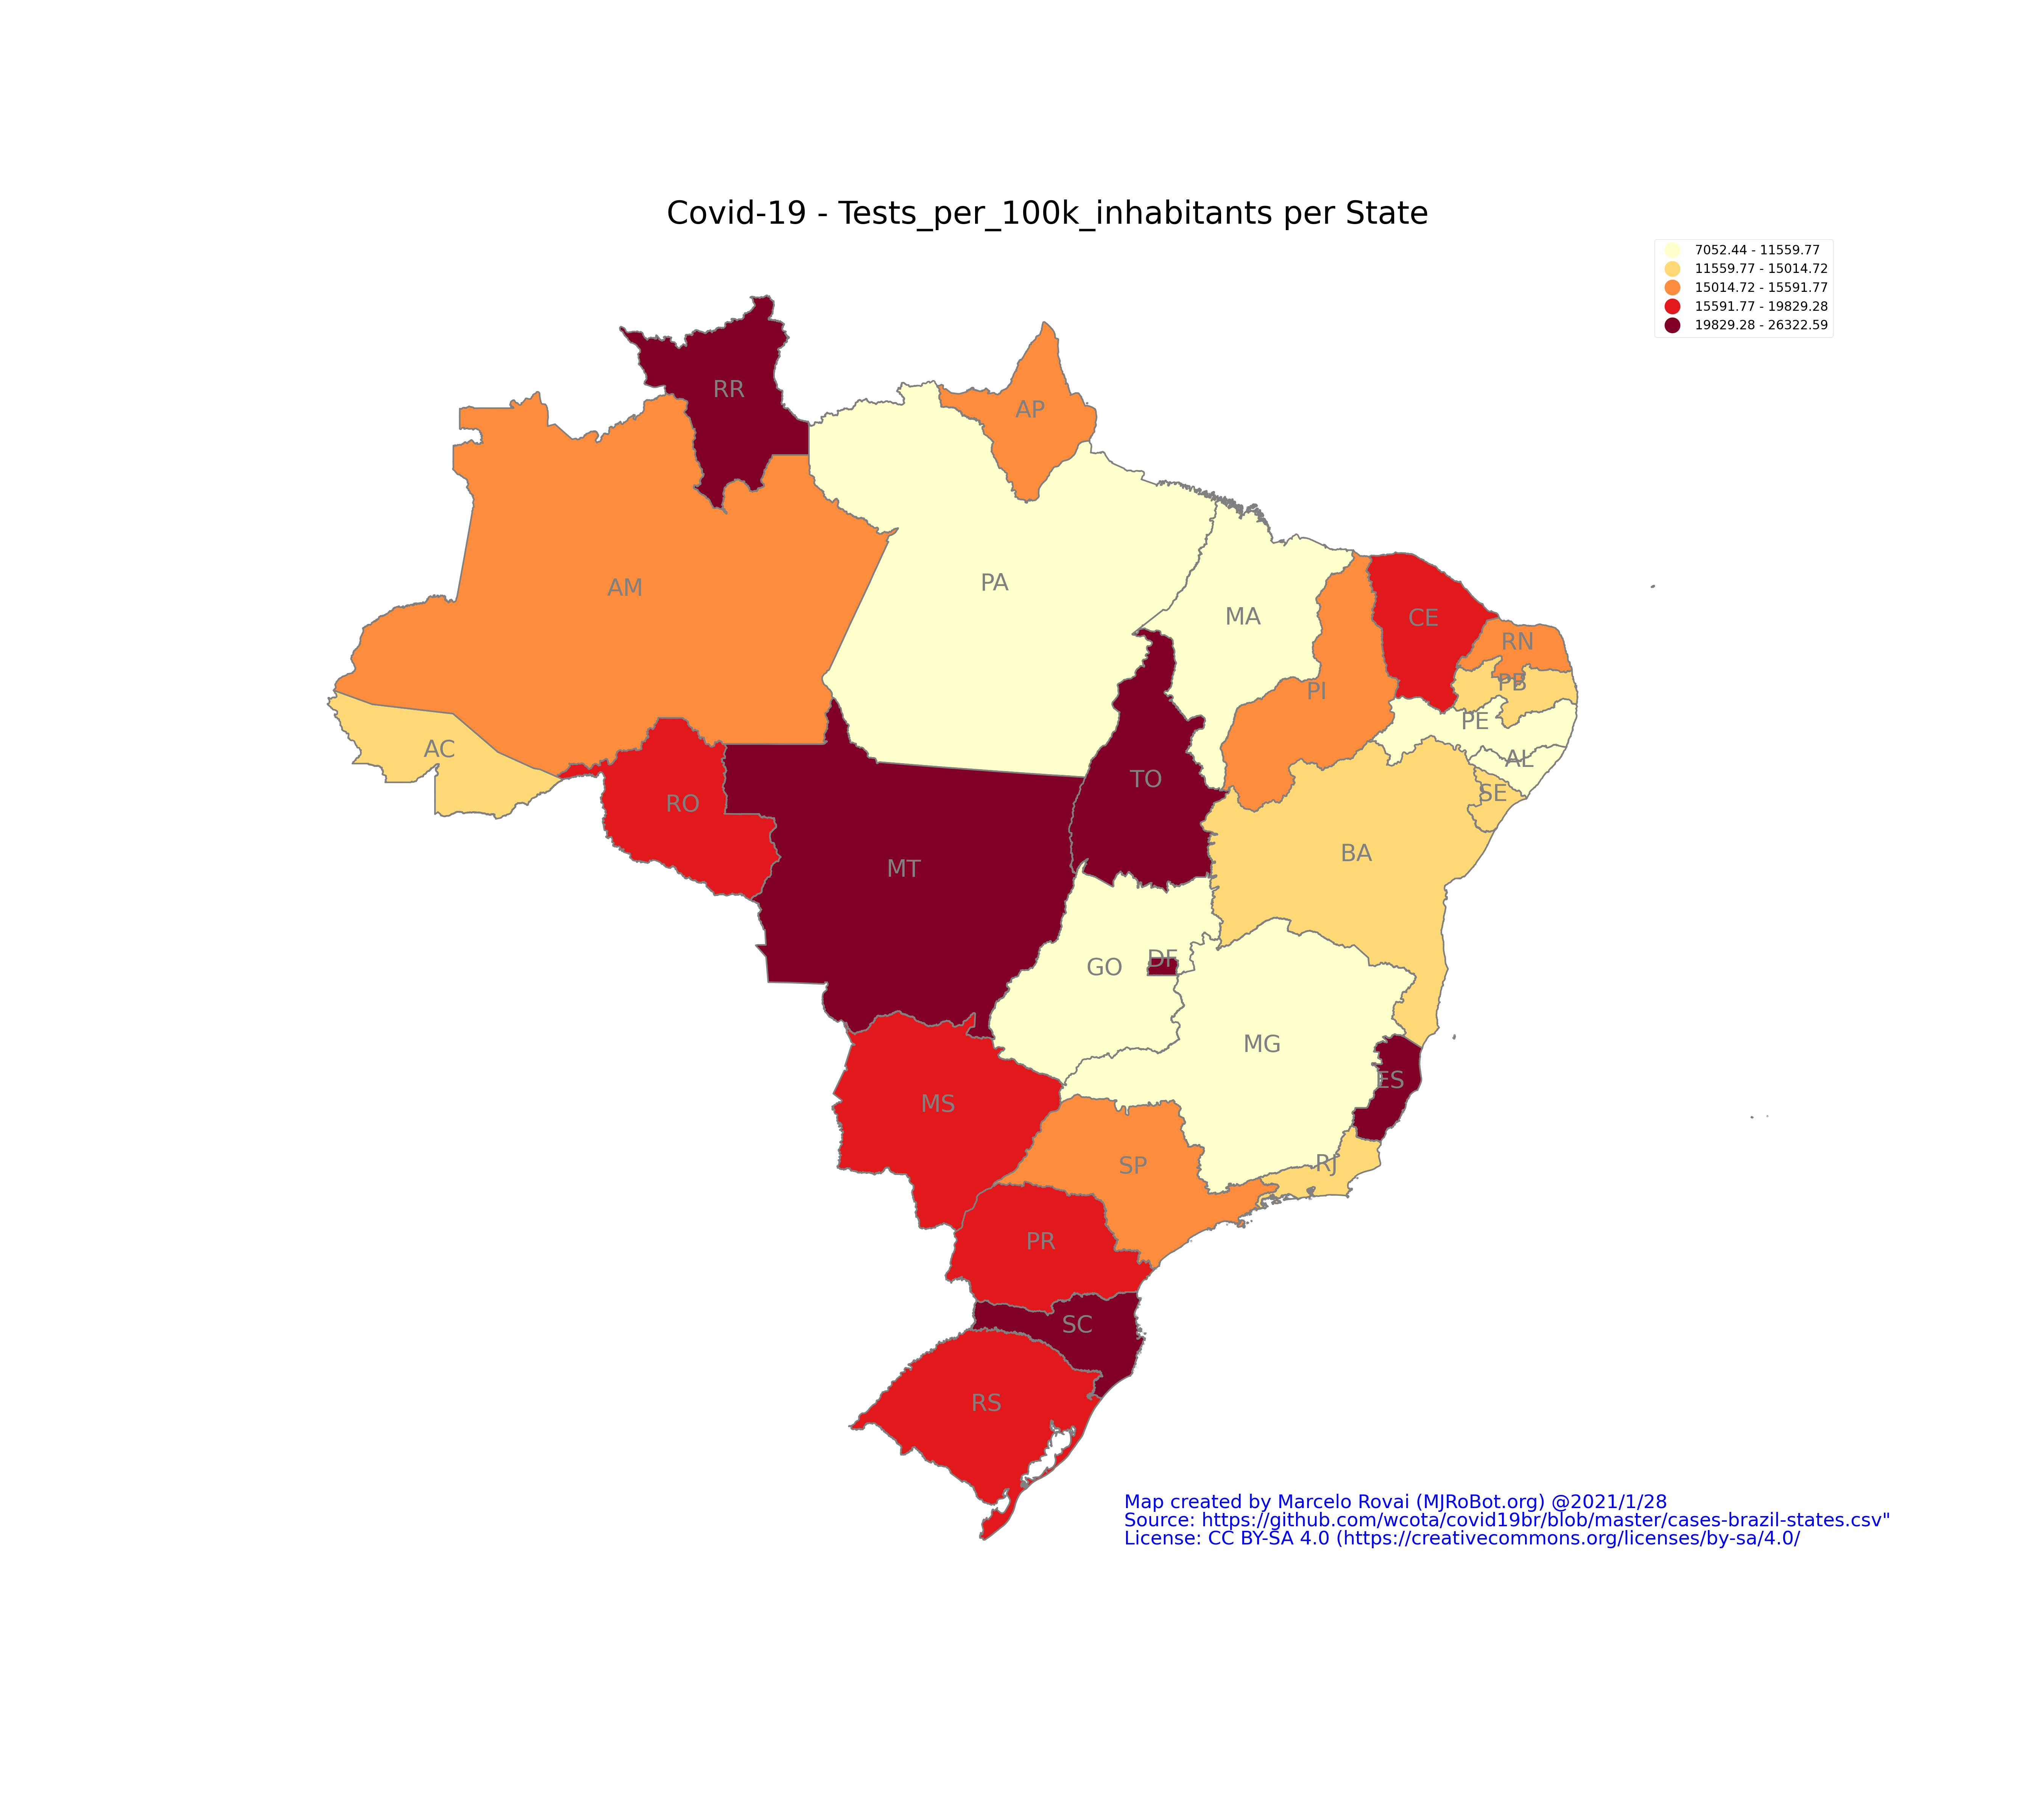 Covid-19 - Tests_per_100k_inhabitants per State
7052.44 - 11559.77
11559.77 - 15014.72
15014.72 - 15591.77
15591.77 - 19829.28
19829.28 - 26322.59
RR
AP
AM
PA
MA
CE
RN
PB
PI
PE
AC
AL
TO
SE
RO
BA
MT
DF
GO
MG
ES
MS
RJ
SP
PR
SC
RS
Map created by Marcelo Rovai (MJRoBot.org) @2021/1/28
Source: https://github.com/wcota/covid19br/blob/master/cases-brazil-states.csv"
License: CC BY-SA 4.0 (https://creativecommons.org/licenses/by-sa/4.0/